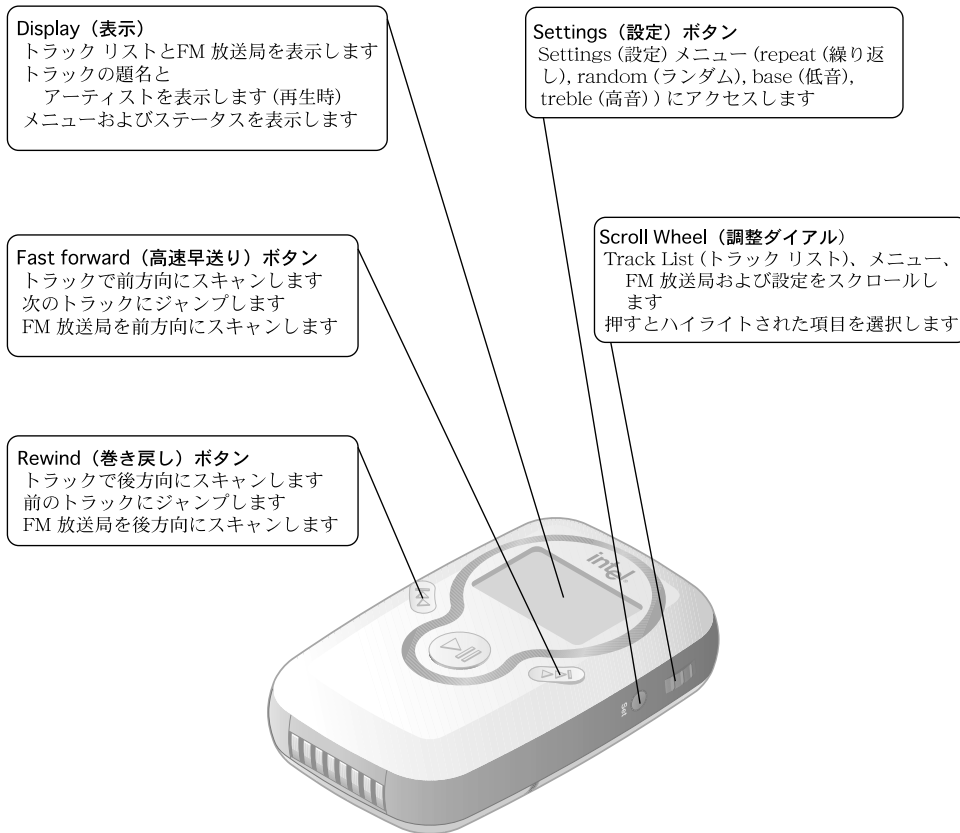 Display（表示）
トラック リストとFM 放送局を表示します
トラックの題名と
アーティストを表示します (再生時)
メニューおよびステータスを表示します
Settings（設定）ボタン
Settings (設定) メニュー (repeat (繰り返
し), random (ランダム), base (低音),
treble (高音) ) にアクセスします
Fast forward（高速早送り）ボタン
トラックで前方向にスキャンします
次のトラックにジャンプします
FM 放送局を前方向にスキャンします
Scroll Wheel（調整ダイアル）
Track List (トラック リスト)、メニュー、
FM 放送局および設定をスクロールし
ます
押すとハイライトされた項目を選択します
Rewind（巻き戻し）ボタン
トラックで後方向にスキャンします
前のトラックにジャンプします
FM 放送局を後方向にスキャンします
intel.
Set